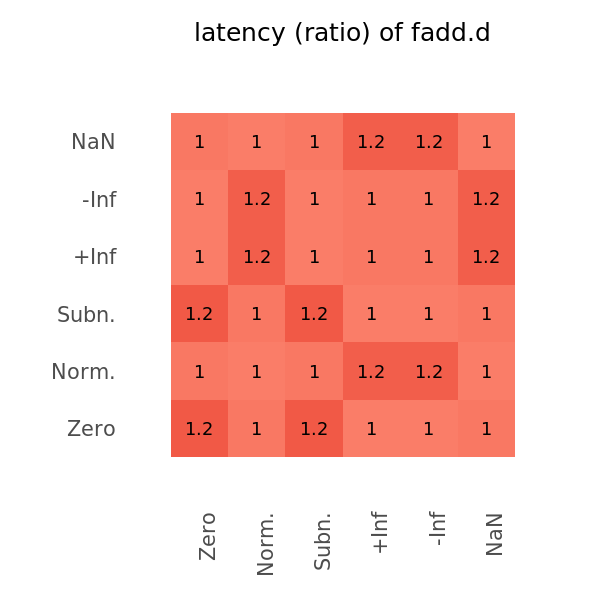 latency (ratio) of fadd.d
NaN 1 1 1 1.2 1.2 1
-Inf 1 1.2 1 1 1 1.2
+Inf 1 1.2 1 1 1 1.2
Subn. 1.2 1 1.2 1 1 1
Norm. 1 1 1 1.2 1.2 1
Zero 1.2 1 1.2 1 1 1
Zero Norm. Subn. +Inf -Inf NaN